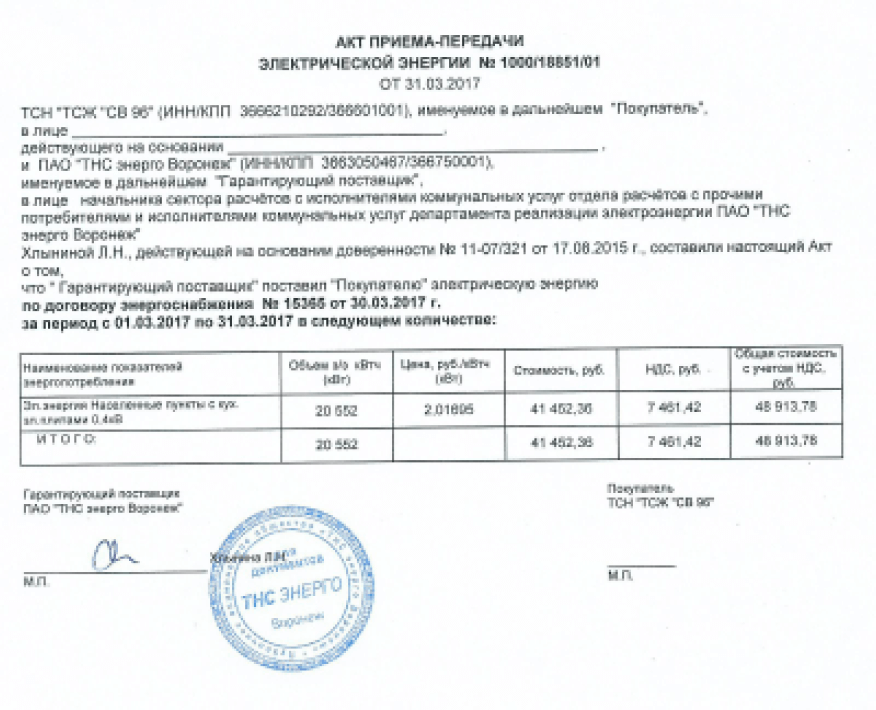 АКТ ПРИЕМА-ПЕРЕДАЧИ
ЭЛЕКТРИЧЕСКОЙ ЭНЕРГИИ № 1000/18851/01
ОТ 31.03.2017
ТСН "ТСЖ "СВ 96" (ИНН/КПП 3666210292/366601001), именуемое в дальнейшем "Покупатель",
в лице ,
действующего на основании ,
и ПАО "ТНС энерго Воронеж" (ИНН/КПП 3663050467/366750001),
именуемое в дальнейшем "Гарантирующий поставщик",
в лице начальника сектора расчётов с исполнителями коммунальных услуг отдела расчётов с прочими
потребителями и исполнителями коммунальных услуг департамента реализации электроэнергии ПАО "ТНС
энерго Воронеж"
Хлыниной Л.Н., действующей на основании доверенности № 11-07/321 от 17.08.2015 г., составили настоящий Акт
о том,
что " Гарантирующий поставщик" поставил "Покупателю" электрическую энергию
по договору энергоснабжения № 15365 от 30.03.2017 г.
за период с 01.03.2017 по 31.03.2017 в следующем количестве:
Наименование показателей энергопотребления Объем э/э кВтч (кВт) Цена, руб./кВтч (кВт) Стоимость, руб. НДС, руб. Общая стоимость с учетом НДС, руб.
Эл.энергия Населенные пункты с кух. эл.плитами 0,4кВ 20 552 2,01695 41 452,36 7 461,42 48 913,78
ИТОГО: 20 552 41 452,36 7 461,42 48 913,78
Гарантирующий поставщик
ПАО "ТНС энерго Воронеж"
Покупатель
ТСН "ТСЖ "СВ 96"
Хлынина Л.Н.
М.П.
М.П.
для
документов
ТНС ЭНЕРГО
Воронеж